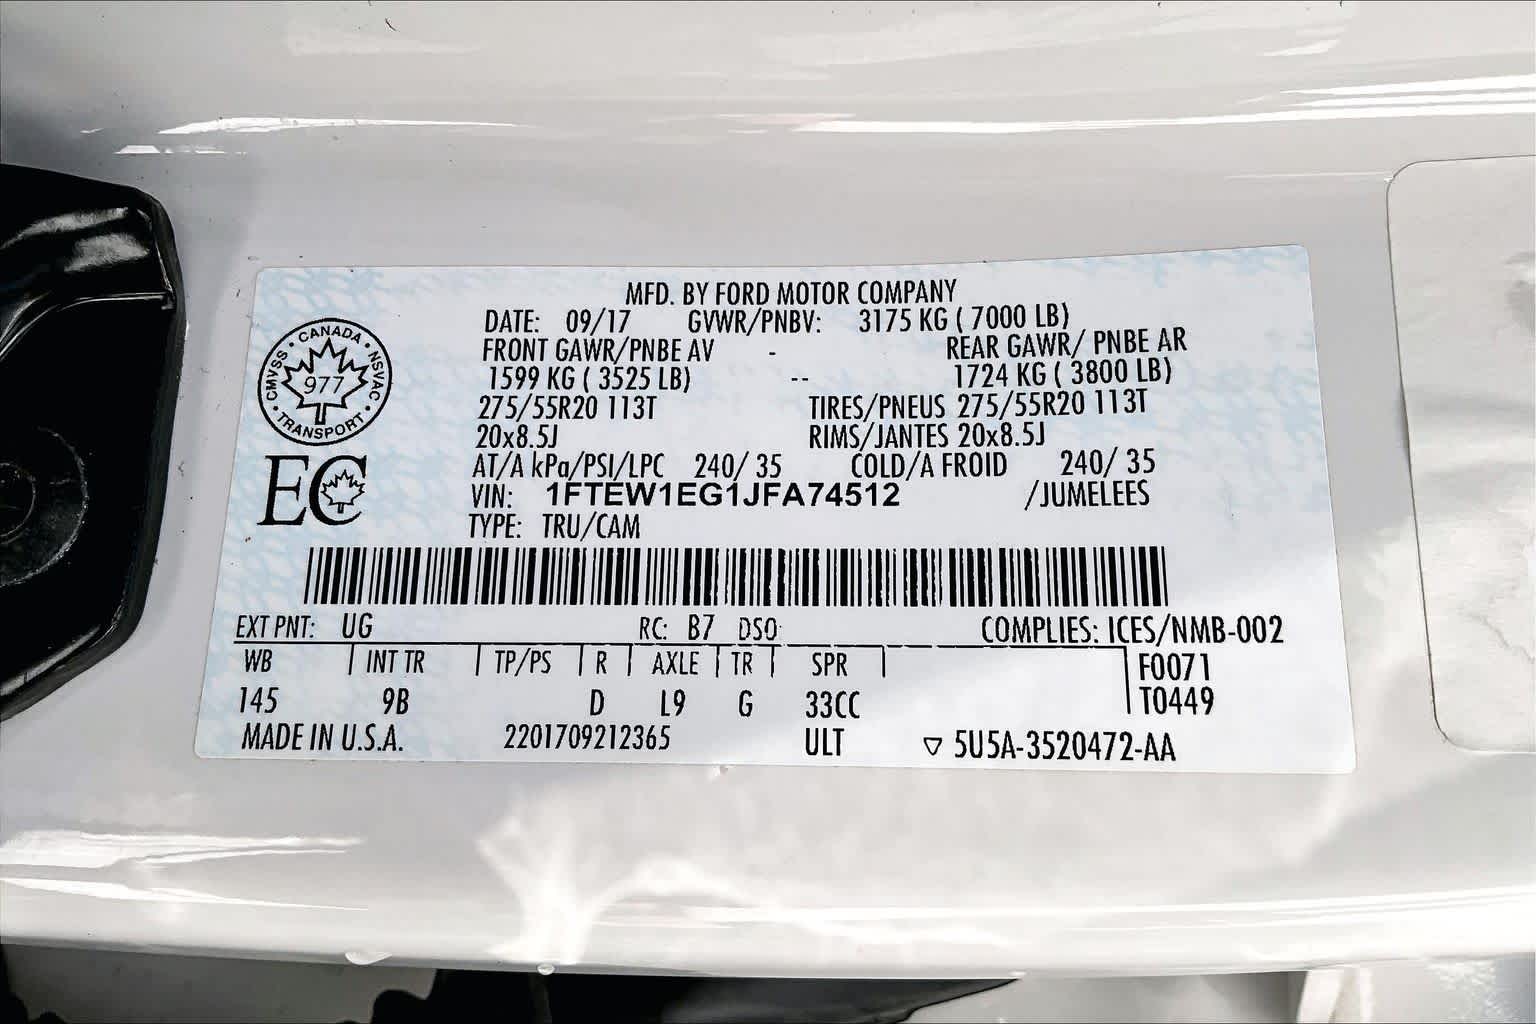 MFD. BY FORD MOTOR COMPANY
DATE: 09/17 GVWR/PNBV: 3175 KG ( 7000 LB)
FRONT GAWR/PNBE AV - REAR GAWR/ PNBE AR
1599 KG ( 3525 LB) -- 1724 KG ( 3800 LB)
275/55R20 113T TIRES/PNEUS 275/55R20 113T
20x8.5J RIMS/JANTES 20x8.5J
AT/A kPa/PSI/LPC 240/ 35 COLD/A FROID 240/ 35
VIN: 1FTEW1EG1JFA74512 /JUMELEES
TYPE: TRU/CAM
CANADA · NSVAC · TRANSPORT · CMVSS ·
977
EC
EXT PNT: UG RC: B7 DSO: COMPLIES: ICES/NMB-002
WB | INT TR | TP/PS | R | AXLE | TR | SPR | F0071
145 9B D L9 G 33CC T0449
MADE IN U.S.A. 2201709212365 ULT ▽ 5U5A-3520472-AA